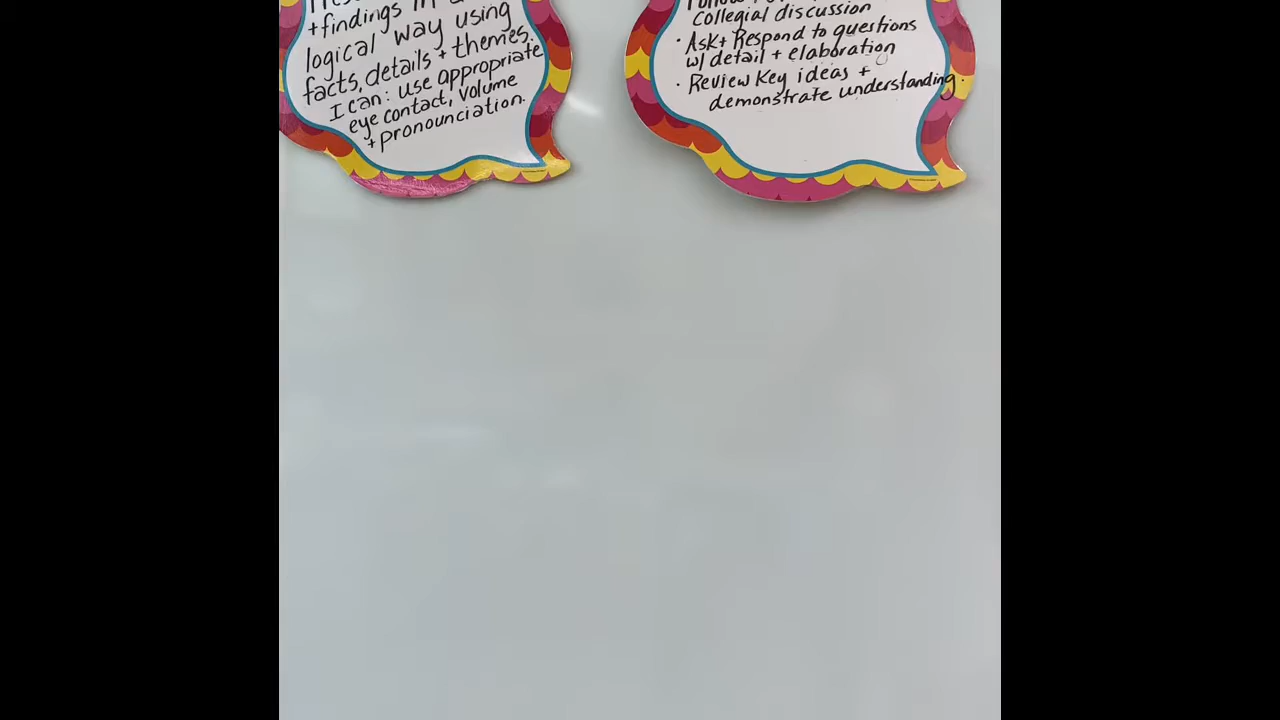 +findings in a
logical way using
facts, details + themes.
I can: use appropriate
eye contact, volume
+ pronounciation.
collegial discussion
· Ask + Respond to questions
w/ detail + elaboration
· Review Key ideas +
demonstrate understanding.